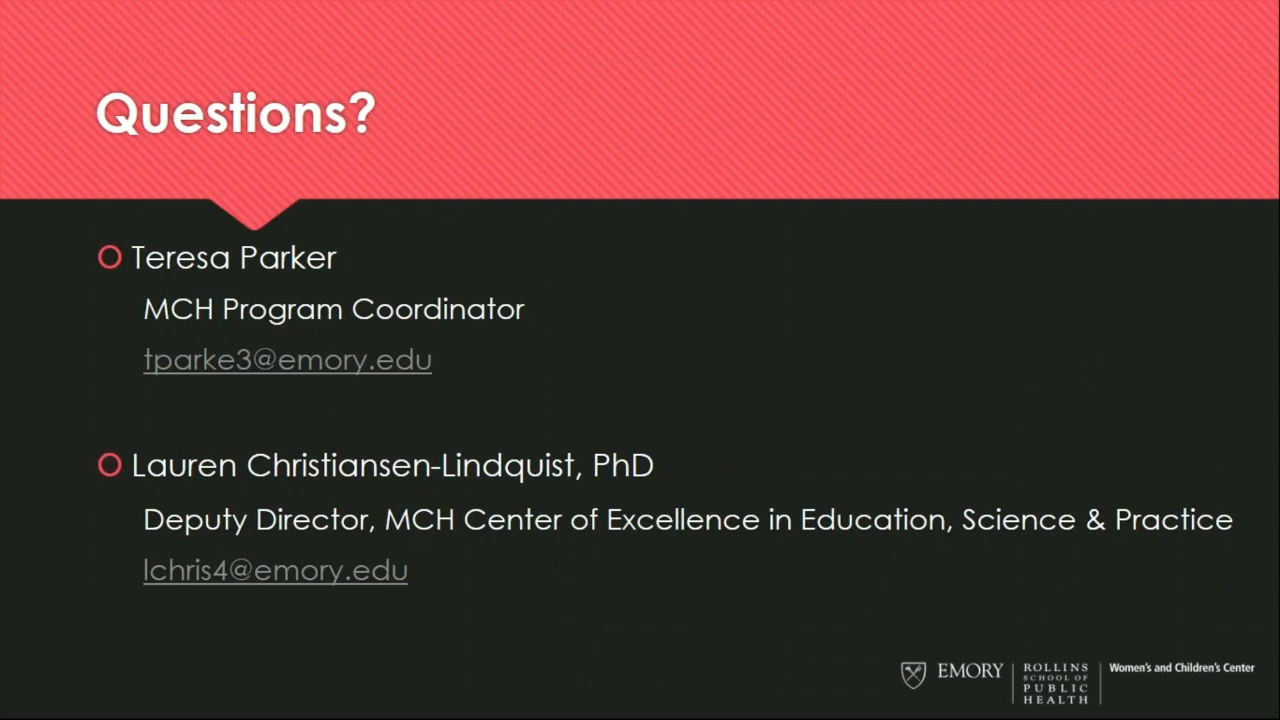 Questions?
Teresa Parker
MCH Program Coordinator
tparke3@emory.edu
Lauren Christiansen-Lindquist, PhD
Deputy Director, MCH Center of Excellence in Education, Science & Practice
lchris4@emory.edu
EMORY
ROLLINS
SCHOOL OF
PUBLIC
HEALTH
Women's and Children's Center